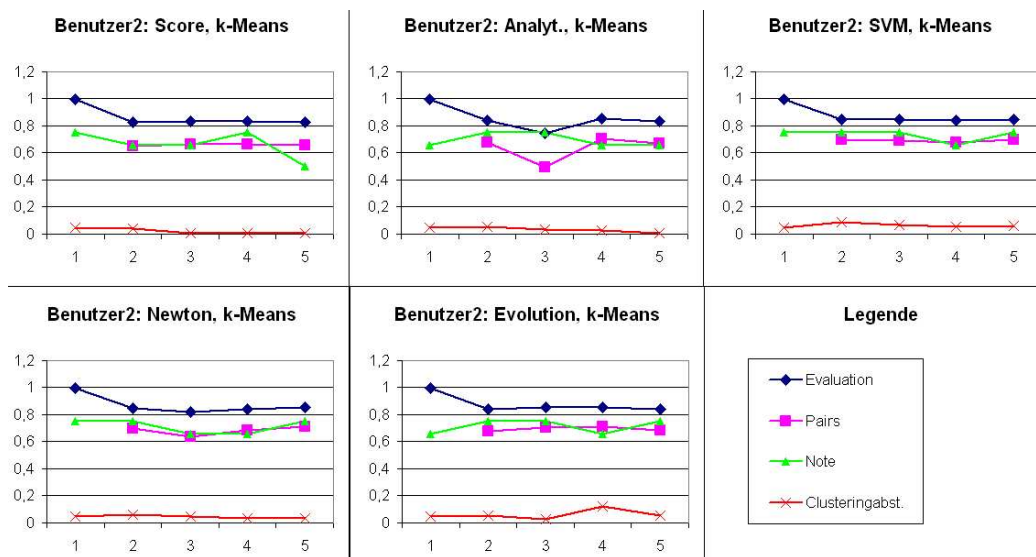 Benutzer2: Score, k-Means
1,2
1
0,8
0,6
0,4
0,2
0
1 2 3 4 5
Benutzer2: Analyt., k-Means
1,2
1
0,8
0,6
0,4
0,2
0
1 2 3 4 5
Benutzer2: SVM, k-Means
1,2
1
0,8
0,6
0,4
0,2
0
1 2 3 4 5
Benutzer2: Newton, k-Means
1,2
1
0,8
0,6
0,4
0,2
0
1 2 3 4 5
Benutzer2: Evolution, k-Means
1,2
1
0,8
0,6
0,4
0,2
0
1 2 3 4 5
Legende
Evaluation
Pairs
Note
Clusteringabst.